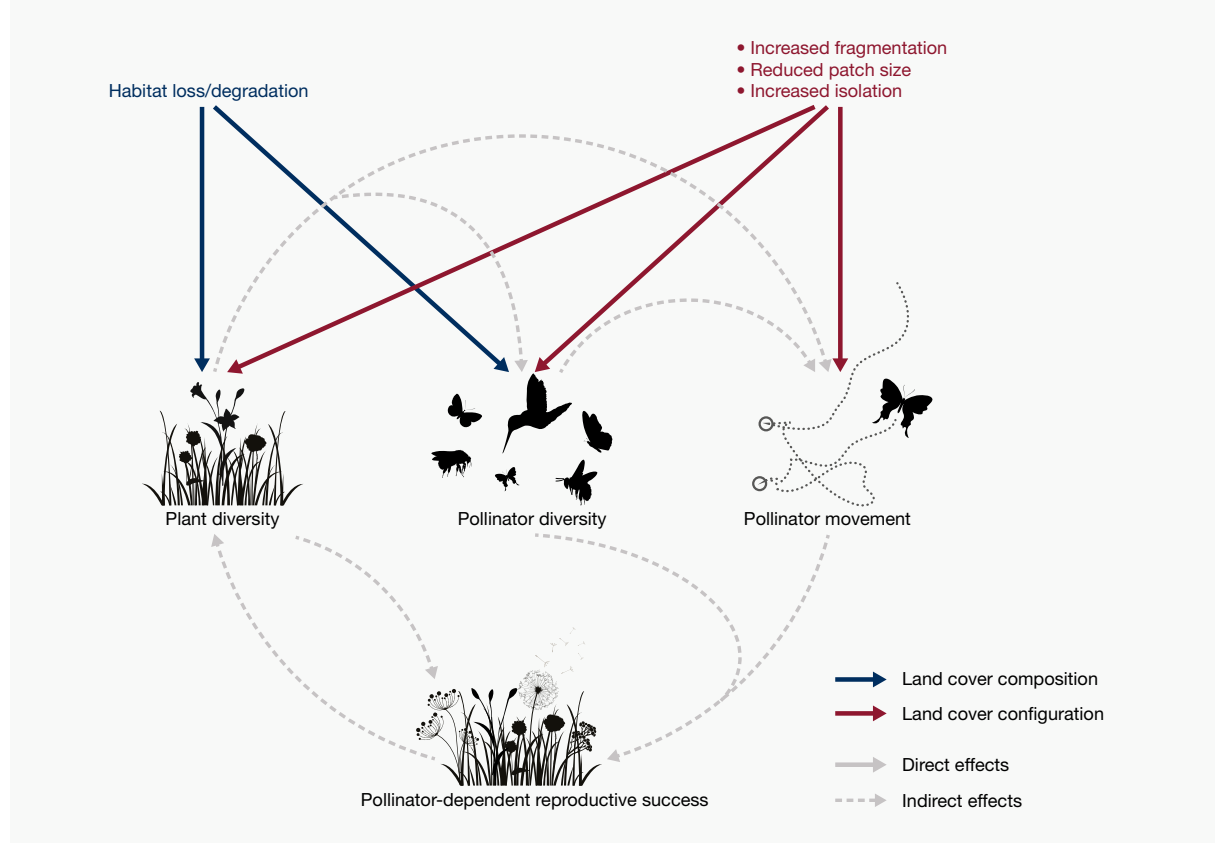 • Increased fragmentation
• Reduced patch size
Habitat loss/degradation
• Increased isolation
Plant diversity
Pollinator diversity
Pollinator movement
Land cover composition
Land cover configuration
Direct effects
Indirect effects
Pollinator-dependent reproductive success